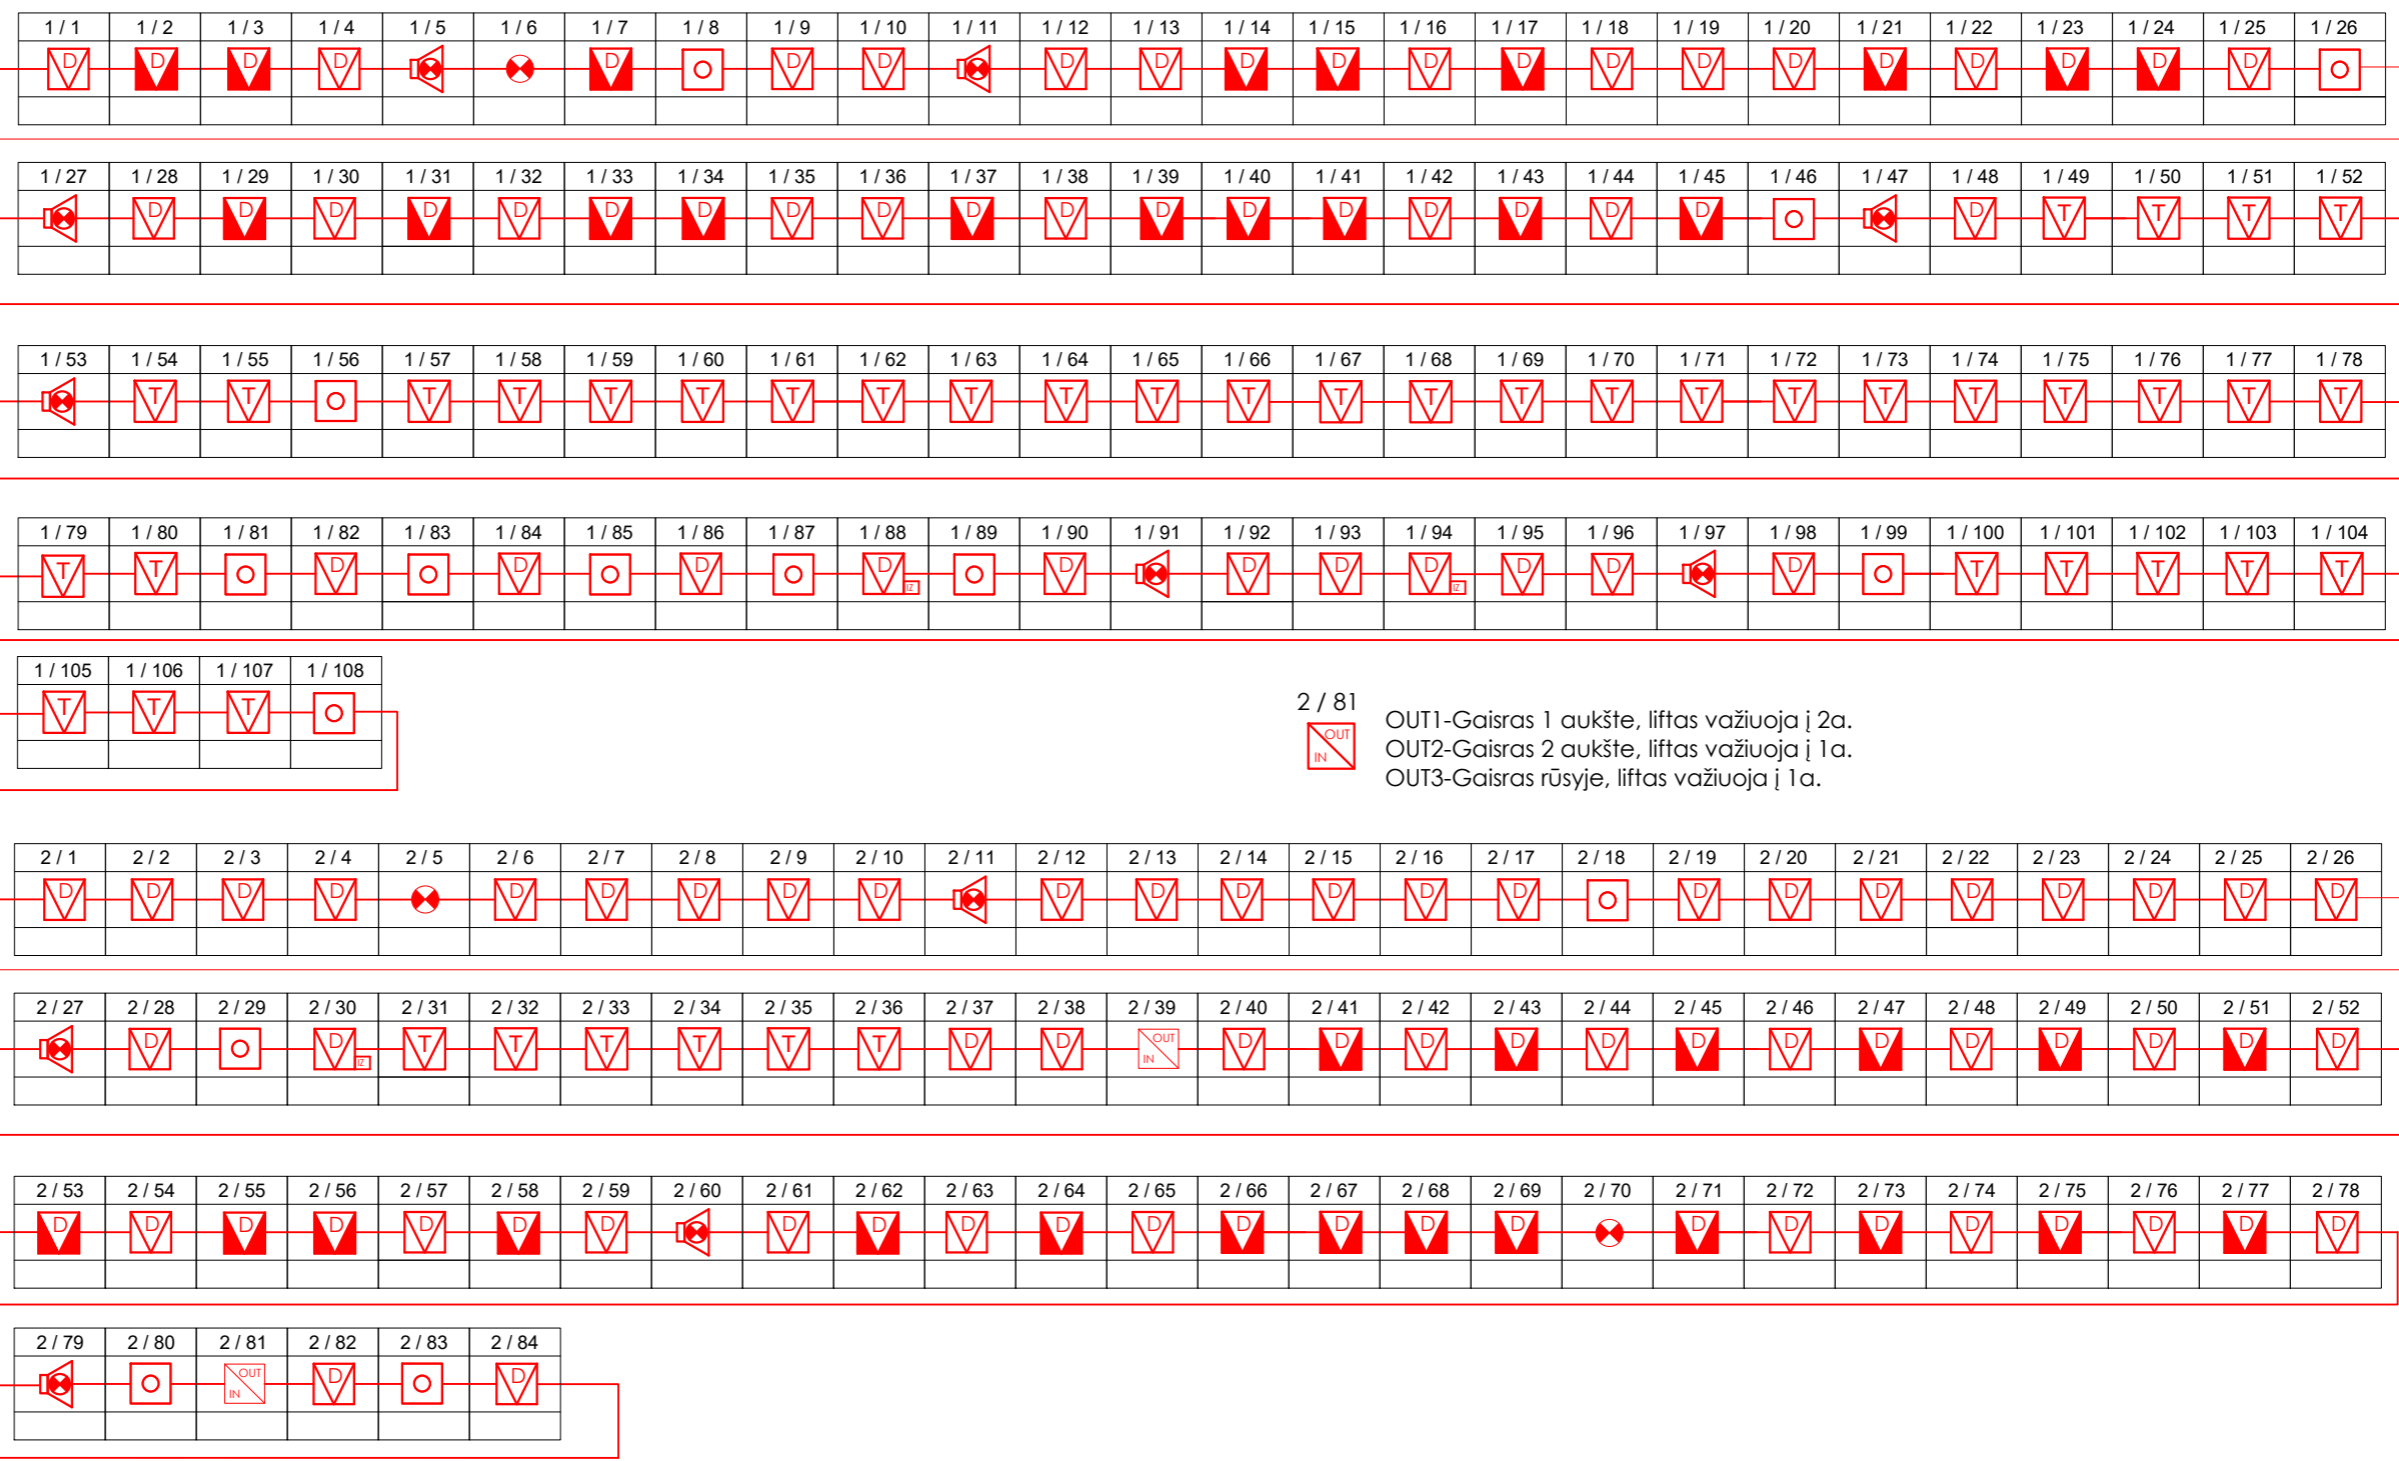 1 / 1 1 / 2 1 / 3 1 / 4 1 / 5 1 / 6 1 / 7 1 / 8 1 / 9 1 / 10 1 / 11 1 / 12 1 / 13 1 / 14 1 / 15 1 / 16 1 / 17 1 / 18 1 / 19 1 / 20 1 / 21 1 / 22 1 / 23 1 / 24 1 / 25 1 / 26
D D D D D D D D D D D D D D D D D D D D D
1 / 27 1 / 28 1 / 29 1 / 30 1 / 31 1 / 32 1 / 33 1 / 34 1 / 35 1 / 36 1 / 37 1 / 38 1 / 39 1 / 40 1 / 41 1 / 42 1 / 43 1 / 44 1 / 45 1 / 46 1 / 47 1 / 48 1 / 49 1 / 50 1 / 51 1 / 52
D D D D D D D D D D D D D D D D D D D T T T T
1 / 53 1 / 54 1 / 55 1 / 56 1 / 57 1 / 58 1 / 59 1 / 60 1 / 61 1 / 62 1 / 63 1 / 64 1 / 65 1 / 66 1 / 67 1 / 68 1 / 69 1 / 70 1 / 71 1 / 72 1 / 73 1 / 74 1 / 75 1 / 76 1 / 77 1 / 78
T T T T T T T T T T T T T T T T T T T T T T T T
1 / 79 1 / 80 1 / 81 1 / 82 1 / 83 1 / 84 1 / 85 1 / 86 1 / 87 1 / 88 1 / 89 1 / 90 1 / 91 1 / 92 1 / 93 1 / 94 1 / 95 1 / 96 1 / 97 1 / 98 1 / 99 1 / 100 1 / 101 1 / 102 1 / 103 1 / 104
T T D D D D IZ D D D D IZ D D D T T T T T
1 / 105 1 / 106 1 / 107 1 / 108
T T T
2 / 81
OUT IN
OUT1-Gaisras 1 aukšte, liftas važiuoja į 2a.
OUT2-Gaisras 2 aukšte, liftas važiuoja į 1a.
OUT3-Gaisras rūsyje, liftas važiuoja į 1a.
2 / 1 2 / 2 2 / 3 2 / 4 2 / 5 2 / 6 2 / 7 2 / 8 2 / 9 2 / 10 2 / 11 2 / 12 2 / 13 2 / 14 2 / 15 2 / 16 2 / 17 2 / 18 2 / 19 2 / 20 2 / 21 2 / 22 2 / 23 2 / 24 2 / 25 2 / 26
D D D D D D D D D D D D D D D D D D D D D D D
2 / 27 2 / 28 2 / 29 2 / 30 2 / 31 2 / 32 2 / 33 2 / 34 2 / 35 2 / 36 2 / 37 2 / 38 2 / 39 2 / 40 2 / 41 2 / 42 2 / 43 2 / 44 2 / 45 2 / 46 2 / 47 2 / 48 2 / 49 2 / 50 2 / 51 2 / 52
D D IZ T T T T T T D D OUT IN D D D D D D D D D D D D D
2 / 53 2 / 54 2 / 55 2 / 56 2 / 57 2 / 58 2 / 59 2 / 60 2 / 61 2 / 62 2 / 63 2 / 64 2 / 65 2 / 66 2 / 67 2 / 68 2 / 69 2 / 70 2 / 71 2 / 72 2 / 73 2 / 74 2 / 75 2 / 76 2 / 77 2 / 78
D D D D D D D D D D D D D D D D D D D D D D D D
2 / 79 2 / 80 2 / 81 2 / 82 2 / 83 2 / 84
OUT IN D D